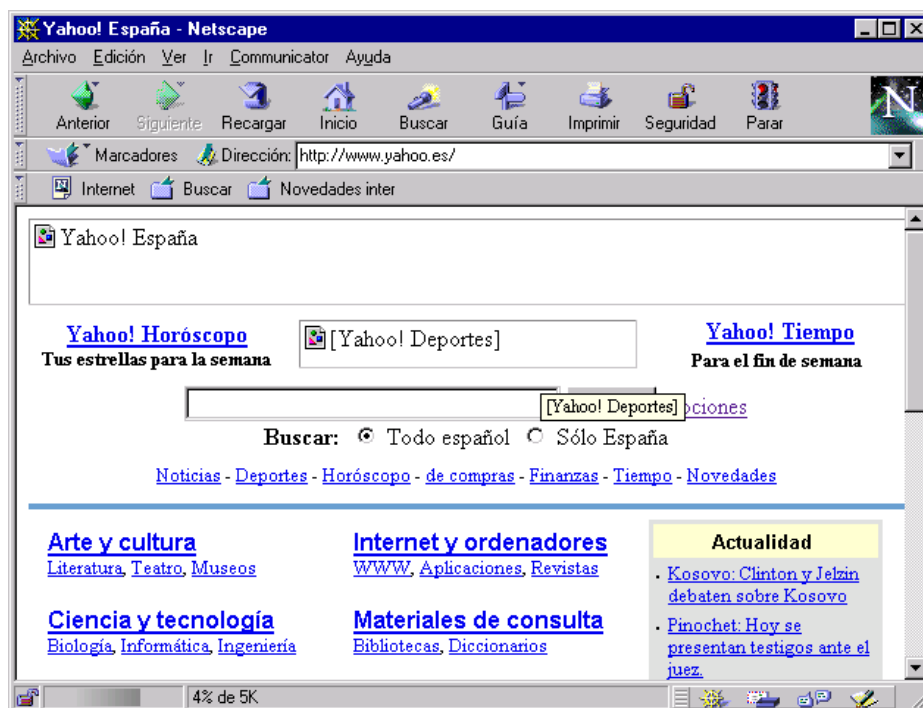 Yahoo! España - Netscape
Archivo Edición Ver Ir Communicator Ayuda
Anterior Siguiente Recargar Inicio Buscar Guía Imprimir Seguridad Parar
N
Marcadores Dirección: http://www.yahoo.es/
Internet Buscar Novedades inter
Yahoo! España
Yahoo! Horóscopo [Yahoo! Deportes] Yahoo! Tiempo
Tus estrellas para la semana Para el fin de semana
[Yahoo! Deportes]
Buscar: Todo español Sólo España
Noticias - Deportes - Horóscopo - de compras - Finanzas - Tiempo - Novedades
Arte y cultura
Literatura, Teatro, Museos
Internet y ordenadores
WWW, Aplicaciones, Revistas
Ciencia y tecnología
Biología, Informática, Ingeniería
Materiales de consulta
Bibliotecas, Diccionarios
Actualidad
Kosovo: Clinton y Jelzin
debaten sobre Kosovo
Pinochet: Hoy se
presentan testigos ante el
juez.
4% de 5K